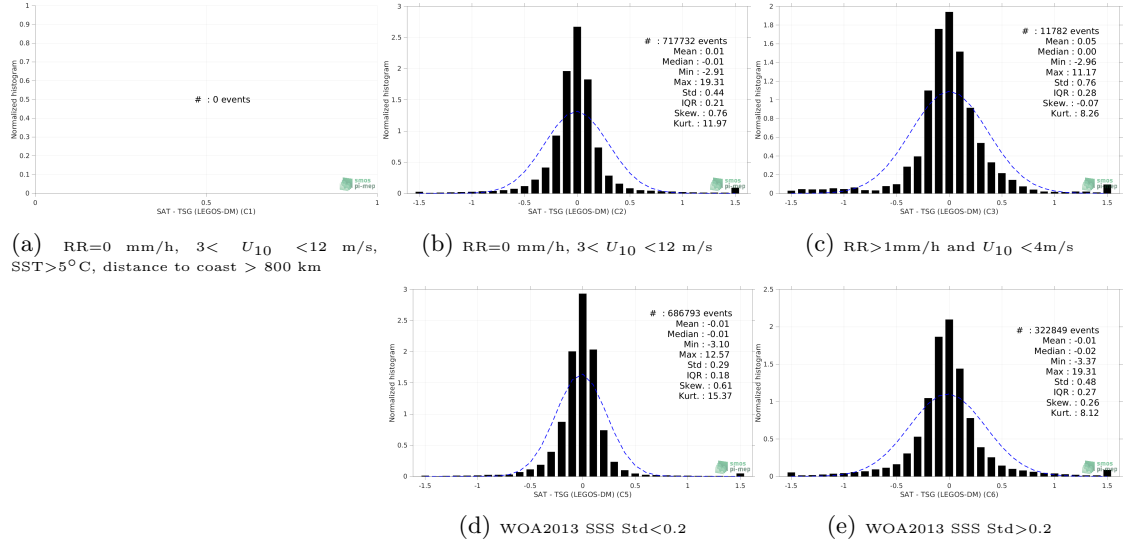 1
0.9
0.8
0.7
0.6
0.5
0.4
0.3
0.2
0.1
0
Normalized histogram
# : 0 events
smos
pi-mep
0 0.5 1
SAT - TSG (LEGOS-DM) (C1)
(a) RR=0 mm/h, 3< U10 <12 m/s,
SST>5°C, distance to coast > 800 km
3
2.5
2
1.5
1
0.5
0
Normalized histogram
# : 717732 events
Mean : 0.01
Median : -0.01
Min : -2.91
Max : 19.31
Std : 0.44
IQR : 0.21
Skew. : 0.76
Kurt. : 11.97
smos
pi-mep
-1.5 -1 -0.5 0 0.5 1 1.5
SAT - TSG (LEGOS-DM) (C2)
(b) RR=0 mm/h, 3< U10 <12 m/s
2
1.8
1.6
1.4
1.2
1
0.8
0.6
0.4
0.2
0
Normalized histogram
# : 11782 events
Mean : 0.05
Median : 0.00
Min : -2.96
Max : 11.17
Std : 0.76
IQR : 0.28
Skew. : -0.07
Kurt. : 8.26
smos
pi-mep
-1.5 -1 -0.5 0 0.5 1 1.5
SAT - TSG (LEGOS-DM) (C3)
(c) RR>1mm/h and U10 <4m/s
3
2.5
2
1.5
1
0.5
0
Normalized histogram
# : 686793 events
Mean : -0.01
Median : -0.01
Min : -3.10
Max : 12.57
Std : 0.29
IQR : 0.18
Skew. : 0.61
Kurt. : 15.37
smos
pi-mep
-1.5 -1 -0.5 0 0.5 1 1.5
SAT - TSG (LEGOS-DM) (C5)
(d) WOA2013 SSS Std<0.2
2.5
2
1.5
1
0.5
0
Normalized histogram
# : 322849 events
Mean : -0.01
Median : -0.02
Min : -3.37
Max : 19.31
Std : 0.48
IQR : 0.27
Skew. : 0.26
Kurt. : 8.12
smos
pi-mep
-1.5 -1 -0.5 0 0.5 1 1.5
SAT - TSG (LEGOS-DM) (C6)
(e) WOA2013 SSS Std>0.2